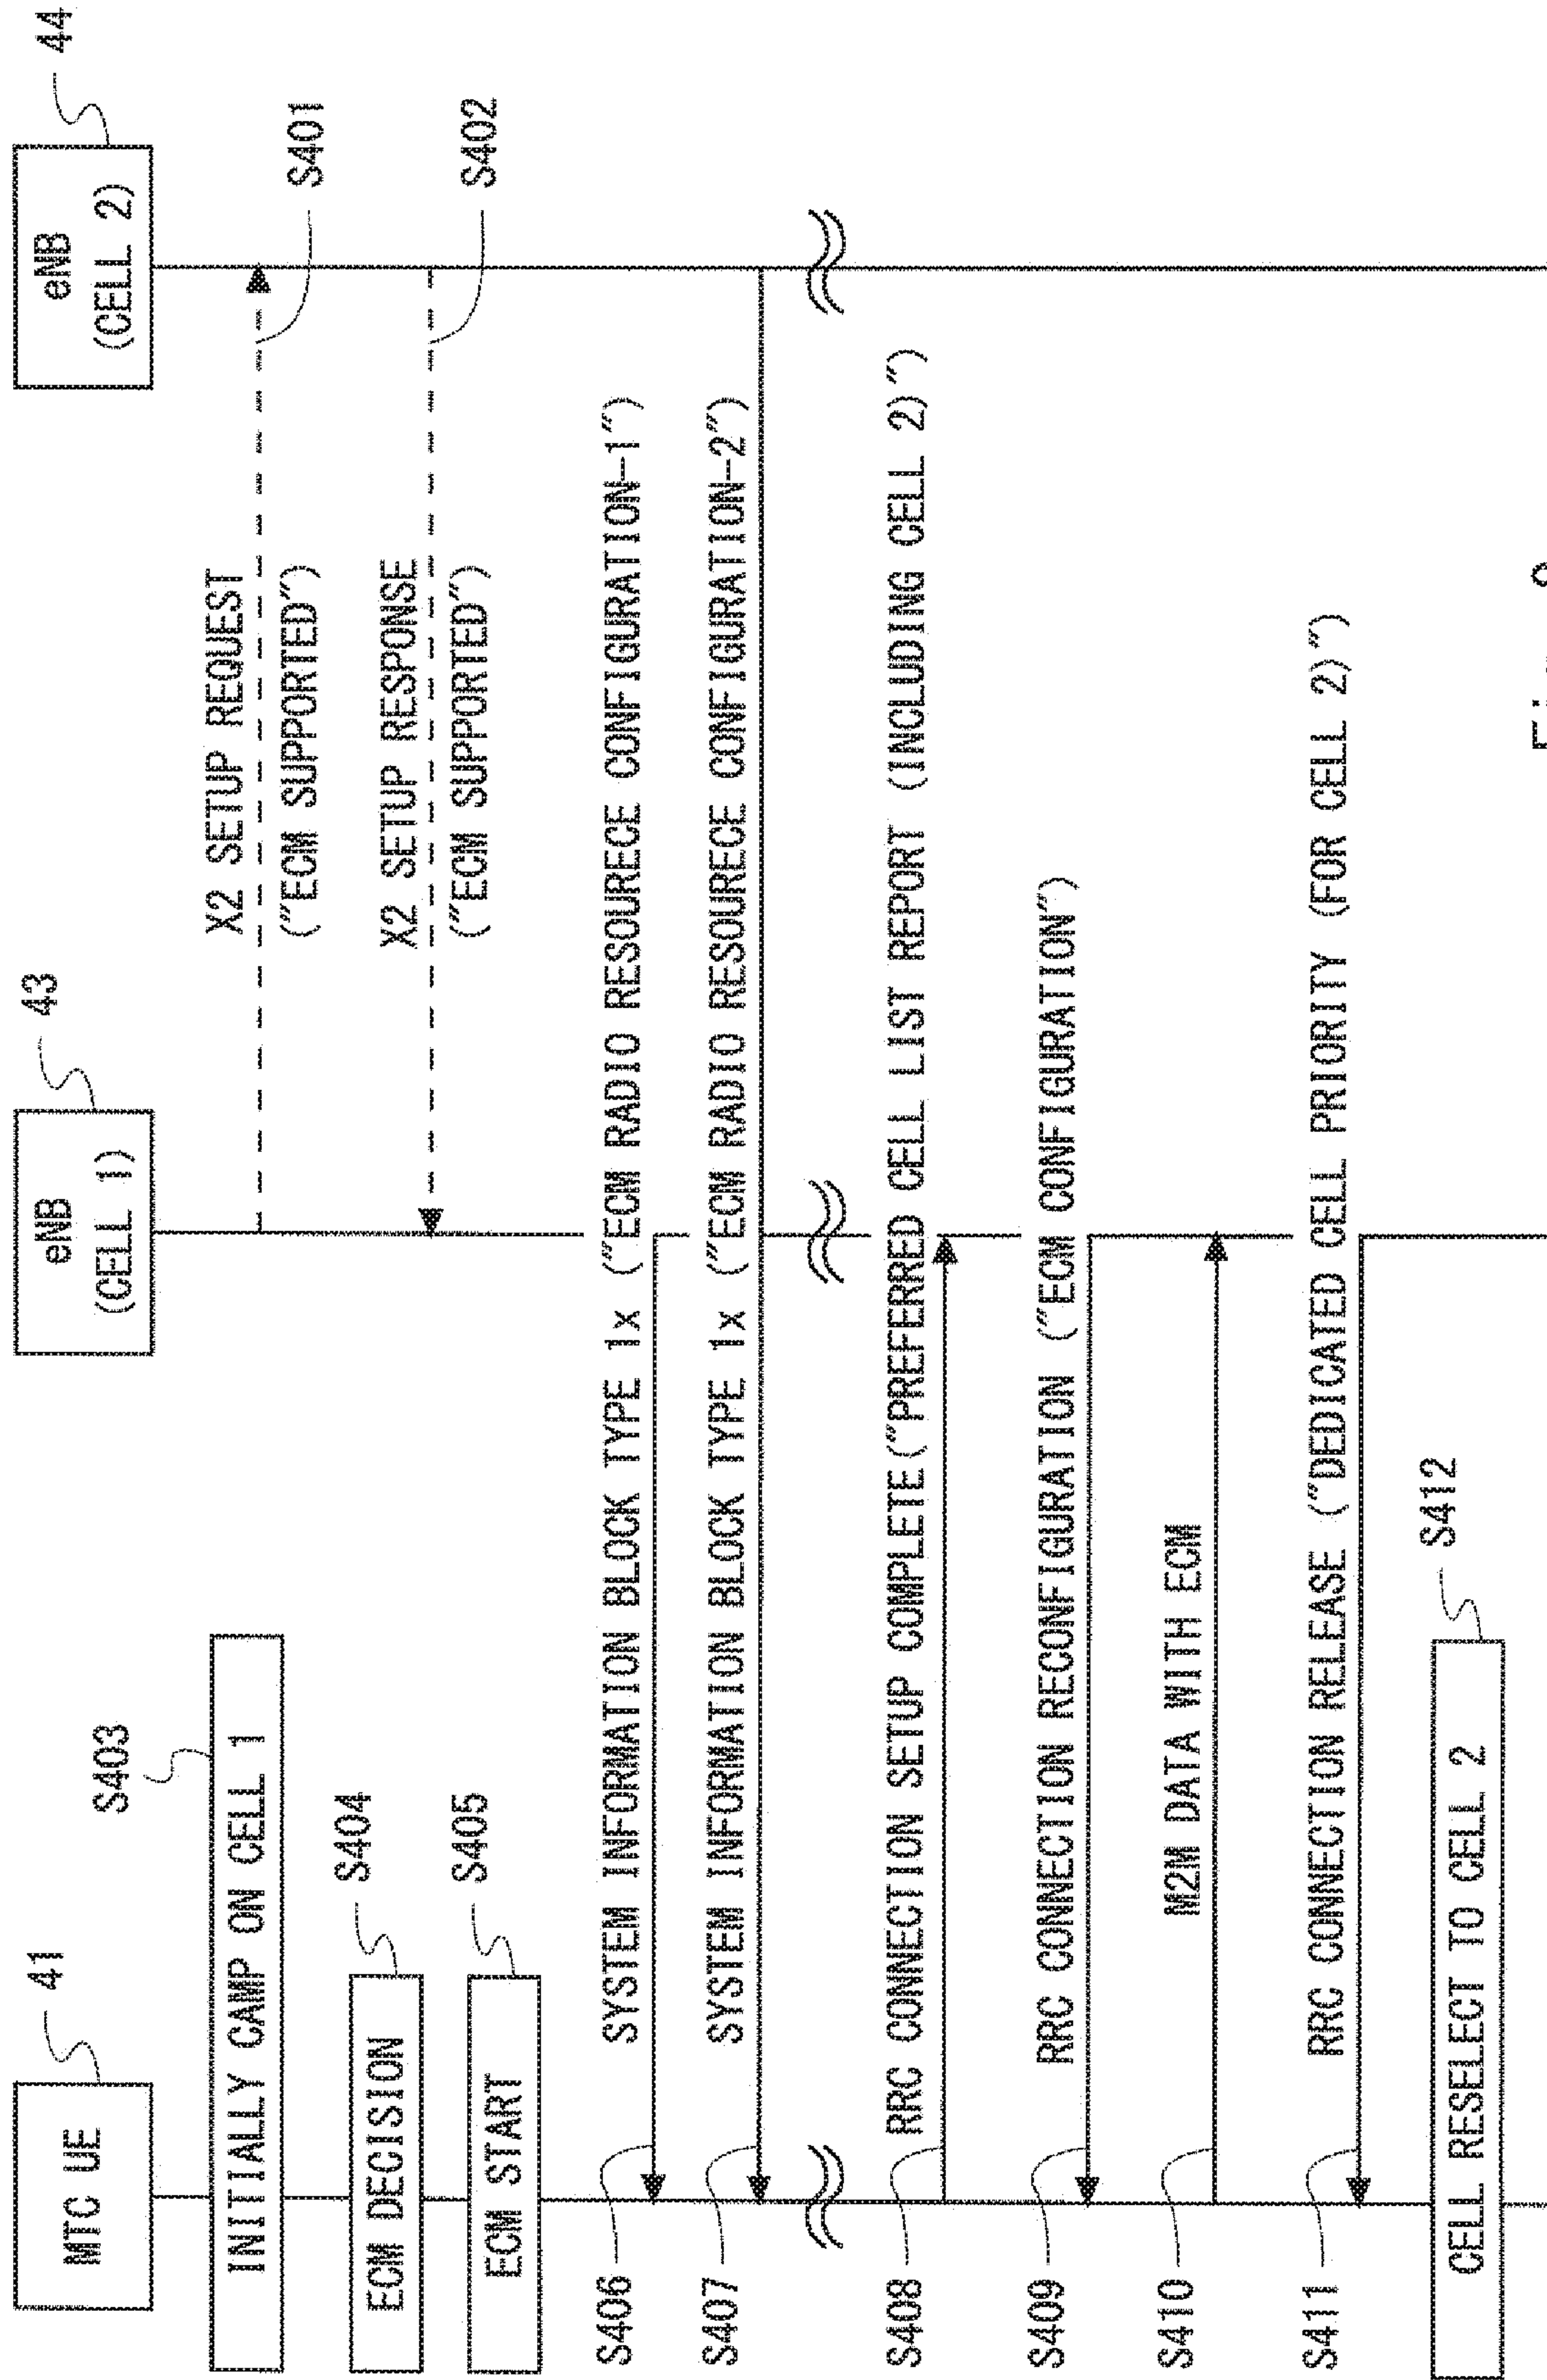 MTC UE
41
eNB
(CELL 1)
43
eNB
(CELL 2)
44
X2 SETUP REQUEST
("ECM SUPPORTED")
S401
X2 SETUP RESPONSE
("ECM SUPPORTED")
S402
S403
INITIALLY CAMP ON CELL 1
S404
ECM DECISION
S405
ECM START
S406
SYSTEM INFORMATION BLOCK TYPE 1x ("ECM RADIO RESOURECE CONFIGURATION-1")
S407
SYSTEM INFORMATION BLOCK TYPE 1x ("ECM RADIO RESOURECE CONFIGURATION-2")
S408
RRC CONNECTION SETUP COMPLETE("PREFERRED CELL LIST REPORT (INCLUDING CELL 2)")
S409
RRC CONNECTION RECONFIGURATION ("ECM CONFIGURATION")
S410
M2M DATA WITH ECM
S411
RRC CONNECTION RELEASE ("DEDICATED CELL PRIORITY (FOR CELL 2)")
S412
CELL RESELECT TO CELL 2